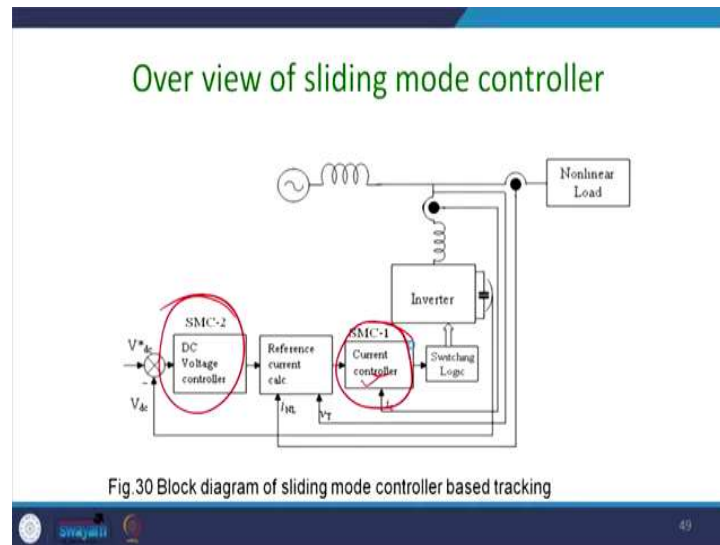 Over view of sliding mode controller
Nonlinear
Load
Inverter
SMC-2
SMC-1
V*dc
DC
Voltage
controller
Reference
current
calc
Current
controller
Switching
Logic
-
Vdc
iNL
vT
Fig.30 Block diagram of sliding mode controller based tracking
swayam
49